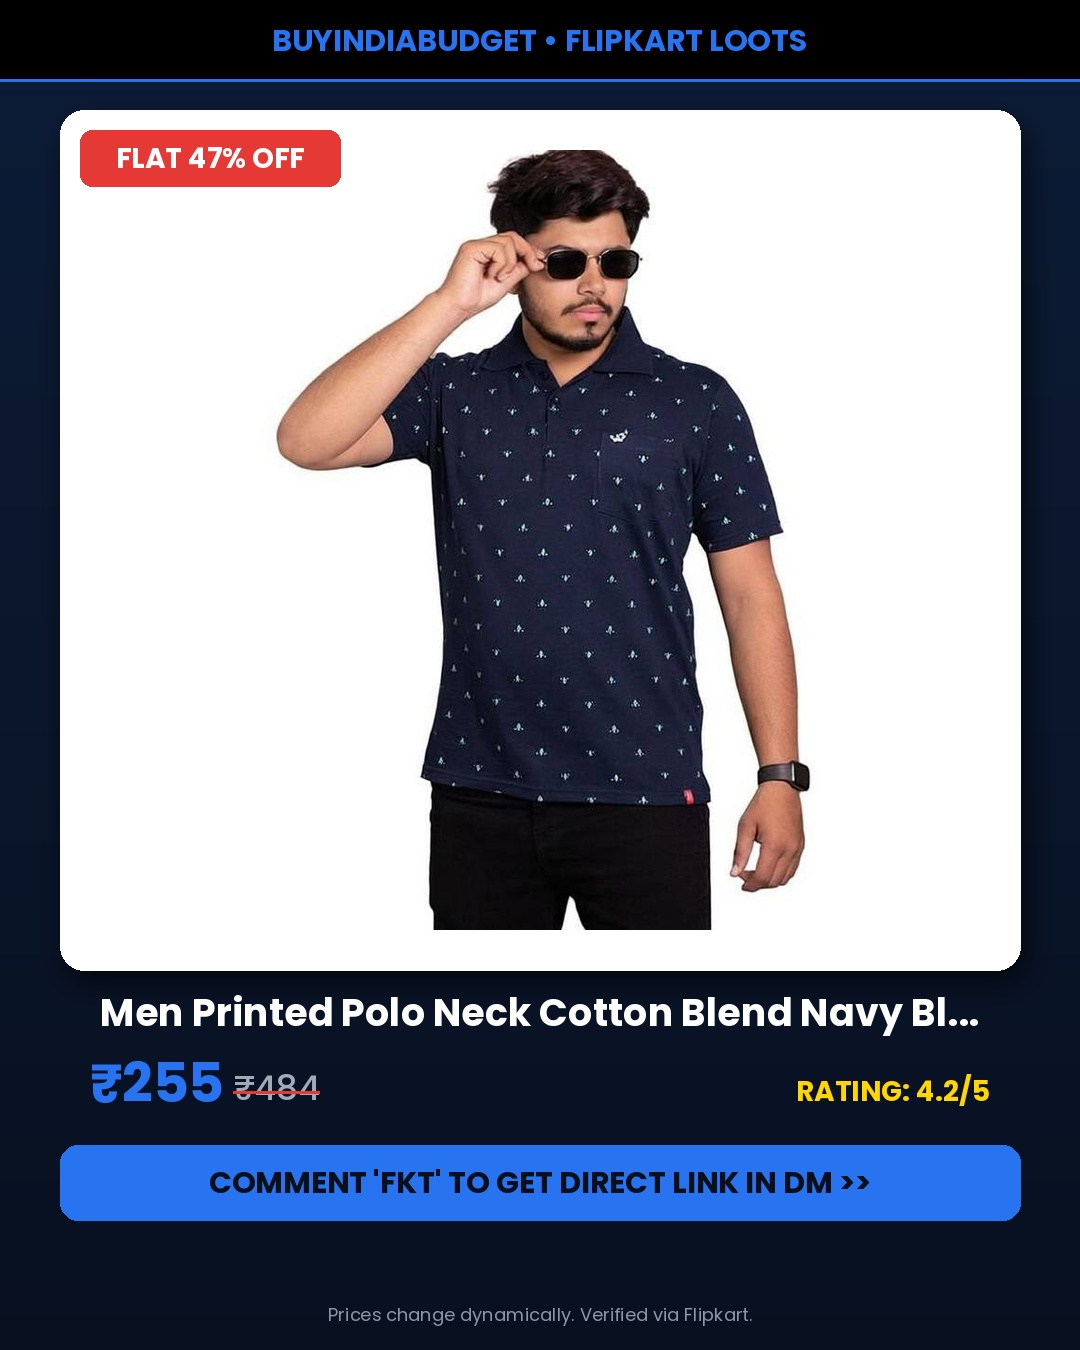 BUYINDIABUDGET • FLIPKART LOOTS
FLAT 47% OFF
Men Printed Polo Neck Cotton Blend Navy Bl...
₹255 ₹484
RATING: 4.2/5
COMMENT 'FKT' TO GET DIRECT LINK IN DM >>
Prices change dynamically. Verified via Flipkart.